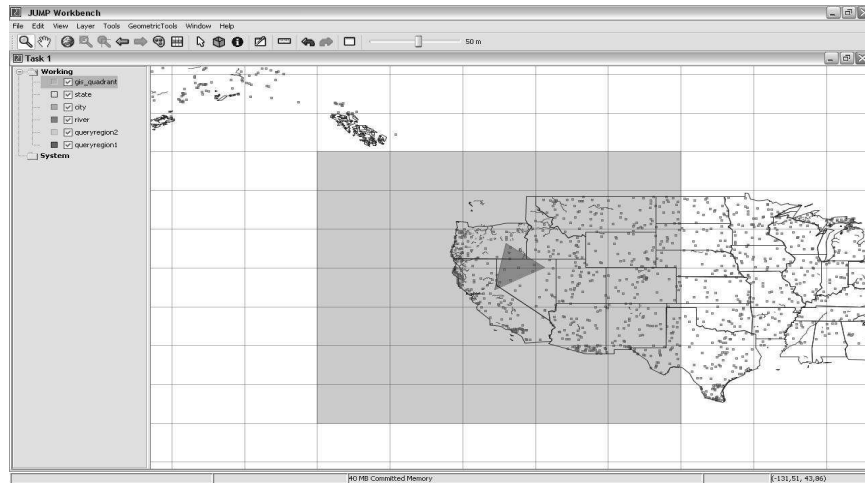 JUMP Workbench
File Edit View Layer Tools GeometricTools Window Help
50 m
Task 1
Working
gis_quadrant
state
city
river
queryregion2
queryregion1
System
40 MB Committed Memory
(-131,51, 43,86)